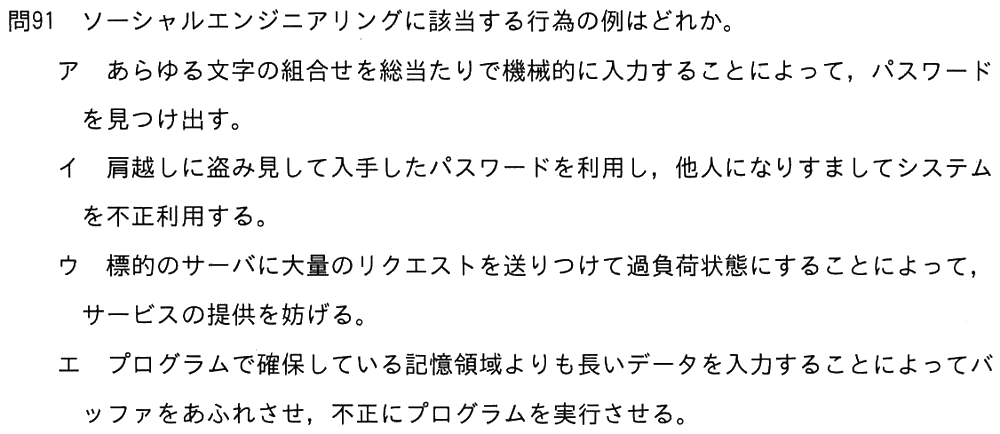 問91 ソーシャルエンジニアリングに該当する行為の例はどれか。
ア あらゆる文字の組合せを総当たりで機械的に入力することによって，パスワード
を見つけ出す。
イ 肩越しに盗み見して入手したパスワードを利用し，他人になりすましてシステム
を不正利用する。
ウ 標的のサーバに大量のリクエストを送りつけて過負荷状態にすることによって，
サービスの提供を妨げる。
エ プログラムで確保している記憶領域よりも長いデータを入力することによってバ
ッファをあふれさせ，不正にプログラムを実行させる。